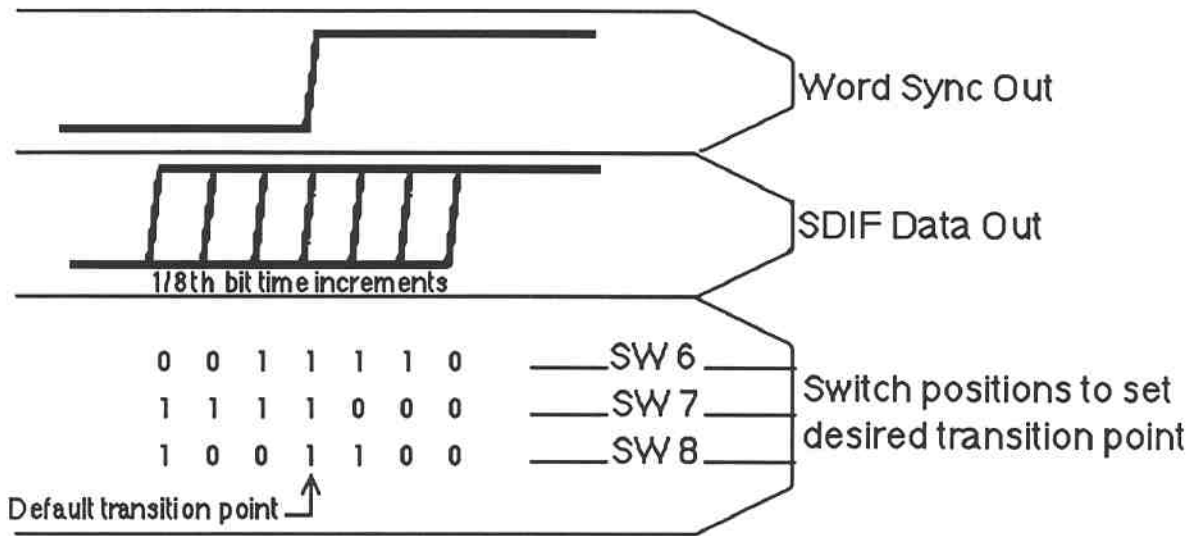 Word Sync Out
SDIF Data Out
1/8th bit time increments
0 0 1 1 1 1 0 SW 6
1 1 1 1 0 0 0 SW 7
1 0 0 1 1 0 0 SW 8
Switch positions to set
desired transition point
Default transition point